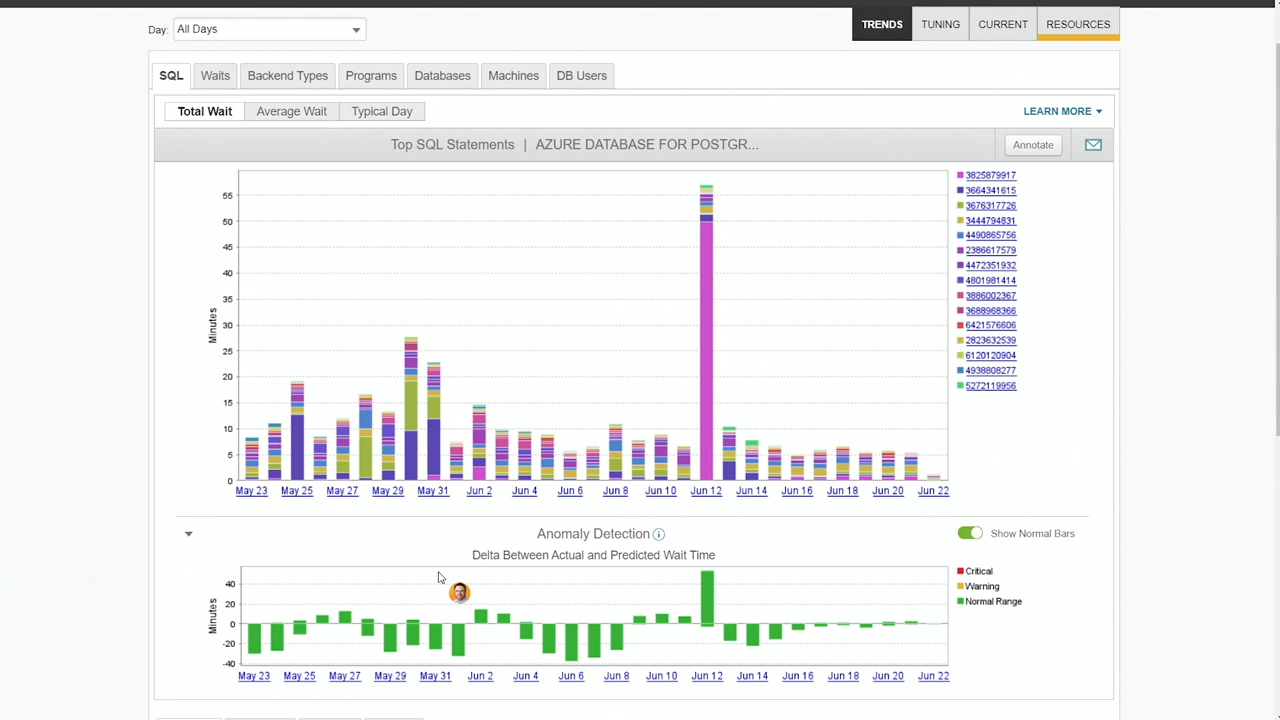 Day: All Days
TRENDS TUNING CURRENT RESOURCES
SQL Waits Backend Types Programs Databases Machines DB Users
Total Wait Average Wait Typical Day LEARN MORE
Top SQL Statements | AZURE DATABASE FOR POSTGR... Annotate
Minutes
55
50
45
40
35
30
25
20
15
10
5
0
May 23 May 25 May 27 May 29 May 31 Jun 2 Jun 4 Jun 6 Jun 8 Jun 10 Jun 12 Jun 14 Jun 16 Jun 18 Jun 20 Jun 22
3825879917
3664341615
3676317726
3444794831
4490865756
2386617579
4472351932
4801981414
3886002367
3688968366
6421576606
2823632539
6120120904
4938808277
5272119956
Anomaly Detection Show Normal Bars
Delta Between Actual and Predicted Wait Time
Minutes
40
20
0
-20
-40
May 23 May 25 May 27 May 29 May 31 Jun 2 Jun 4 Jun 6 Jun 8 Jun 10 Jun 12 Jun 14 Jun 16 Jun 18 Jun 20 Jun 22
Critical
Warning
Normal Range